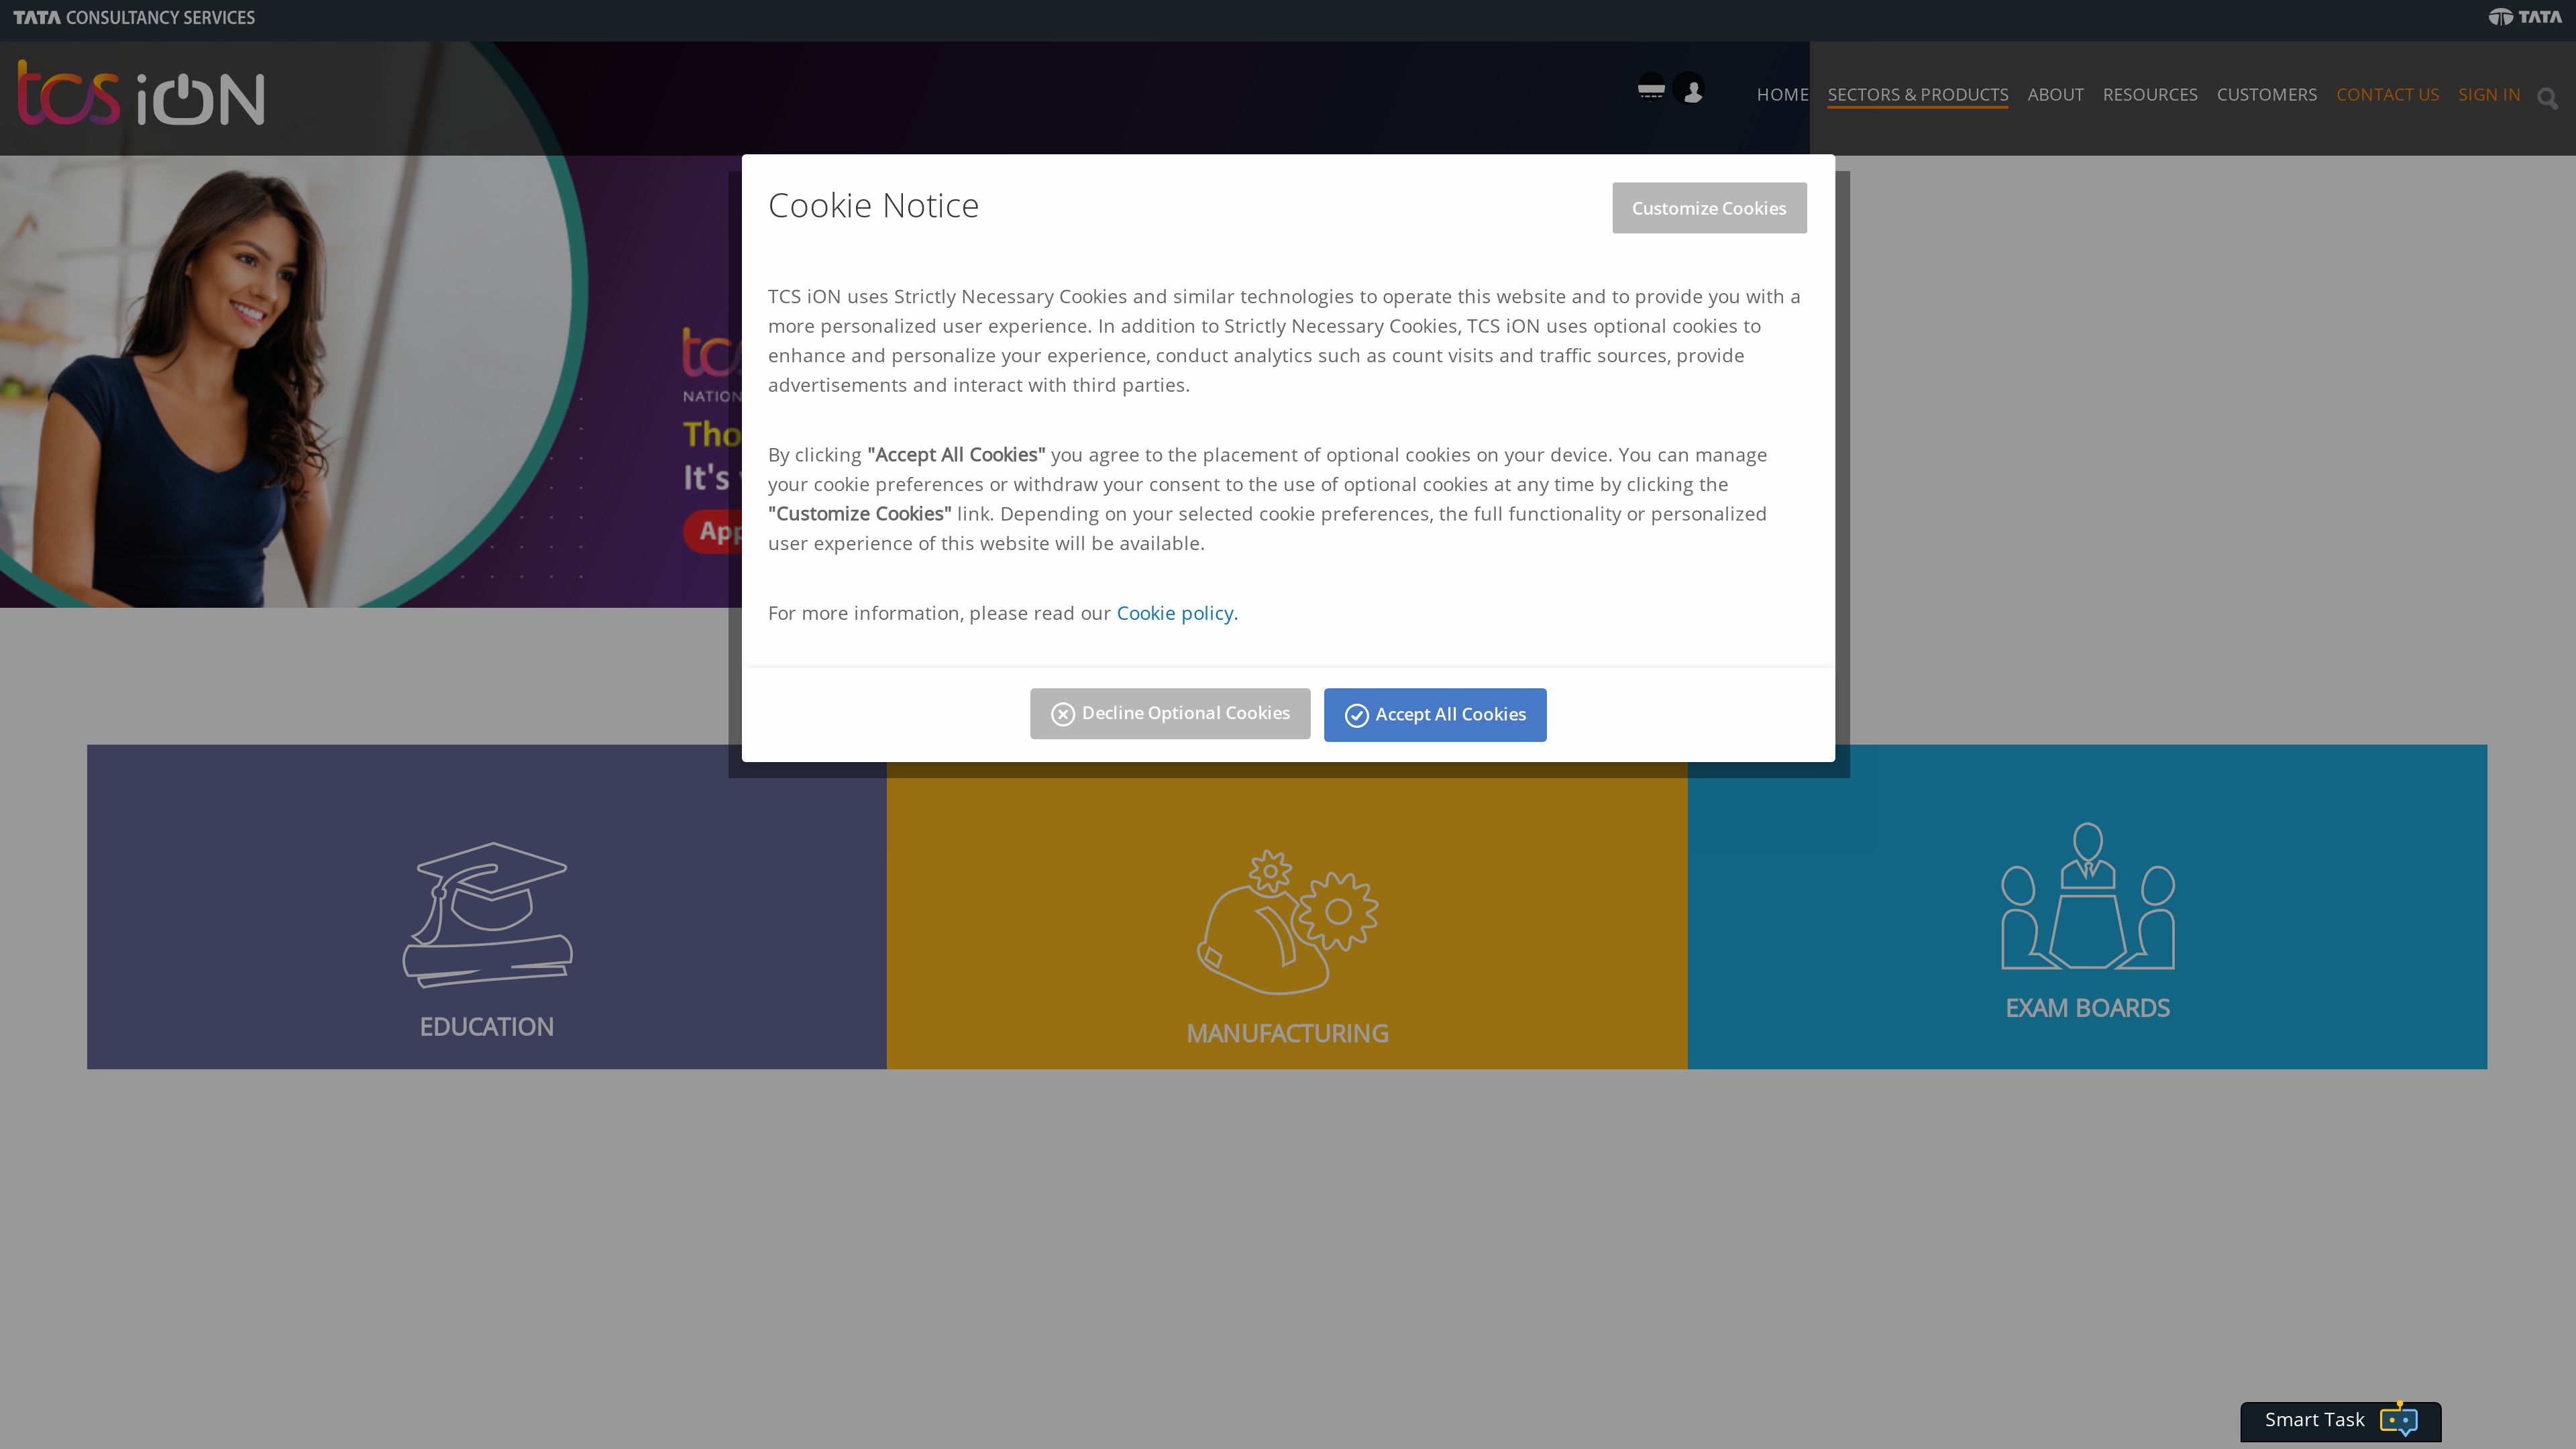 TATA CONSULTANCY SERVICES
TATA
tcs iON
HOME SECTORS & PRODUCTS ABOUT RESOURCES CUSTOMERS CONTACT US SIGN IN
Cookie Notice
Customize Cookies
TCS iON uses Strictly Necessary Cookies and similar technologies to operate this website and to provide you with a
more personalized user experience. In addition to Strictly Necessary Cookies, TCS iON uses optional cookies to
enhance and personalize your experience, conduct analytics such as count visits and traffic sources, provide
advertisements and interact with third parties.
By clicking "Accept All Cookies" you agree to the placement of optional cookies on your device. You can manage
your cookie preferences or withdraw your consent to the use of optional cookies at any time by clicking the
"Customize Cookies" link. Depending on your selected cookie preferences, the full functionality or personalized
user experience of this website will be available.
For more information, please read our Cookie policy.
Decline Optional Cookies
Accept All Cookies
It's
EDUCATION
MANUFACTURING
EXAM BOARDS
Smart Task